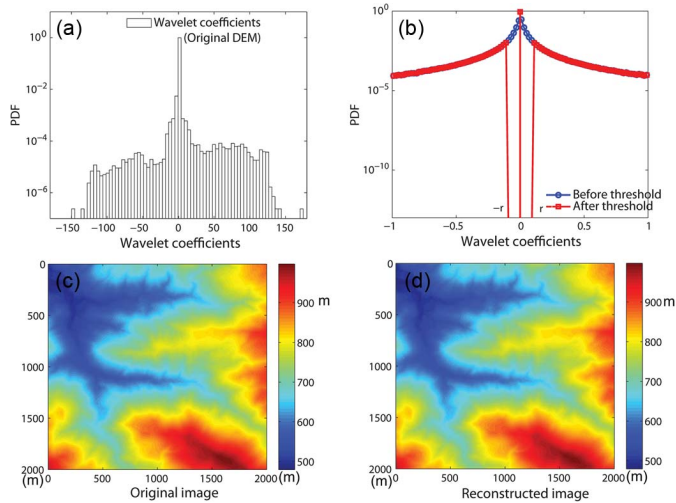 (a)
Wavelet coefficients
(Original DEM)
10^0
10^-2
10^-4
10^-6
PDF
−150 −100 −50 0 50 100 150
Wavelet coefficients
(b)
10^0
10^-5
10^-10
PDF
−r r
Before threshold
After threshold
−1 −0.5 0 0.5 1
Wavelet coefficients
(c)
0
500
1000
1500
2000
(m)
0 500 1000 1500 2000
(m)
Original image
m
900
800
700
600
500
(d)
0
500
1000
1500
2000
(m)
0 500 1000 1500 2000
(m)
Reconstructed image
m
900
800
700
600
500